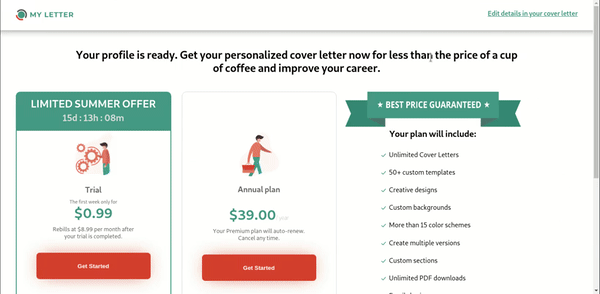 MY LETTER
Edit details in your cover letter
Your profile is ready. Get your personalized cover letter now for less than the price of a cup
of coffee and improve your career.
LIMITED SUMMER OFFER
15d : 13h : 08m
Trial
The first week only for
$0.99
Rebills at $8.99 per month after
your trial is completed.
Get Started
Annual plan
$39.00
Your Premium plan will auto-renew.
Cancel any time.
Get Started
★ BEST PRICE GUARANTEED ★
Your plan will include:
Unlimited Cover Letters
50+ custom templates
Creative designs
Custom backgrounds
More than 15 color schemes
Create multiple versions
Custom sections
Unlimited PDF downloads